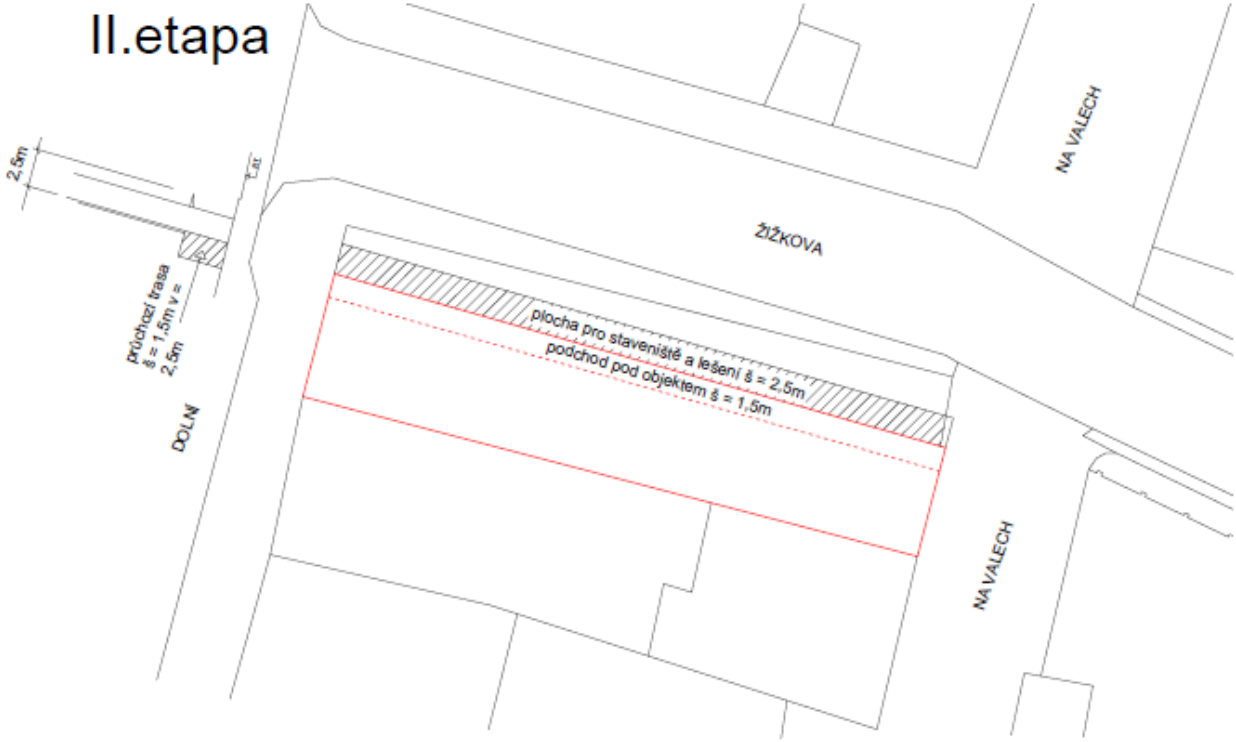 II.etapa
2,5m
průchozí trasa
š = 1,5m v =
2,5m
DOLNÍ
ŽIŽKOVA
NA VALECH
plocha pro staveniště a lešení š = 2,5m
podchod pod objektem š = 1,5m
NA VALECH